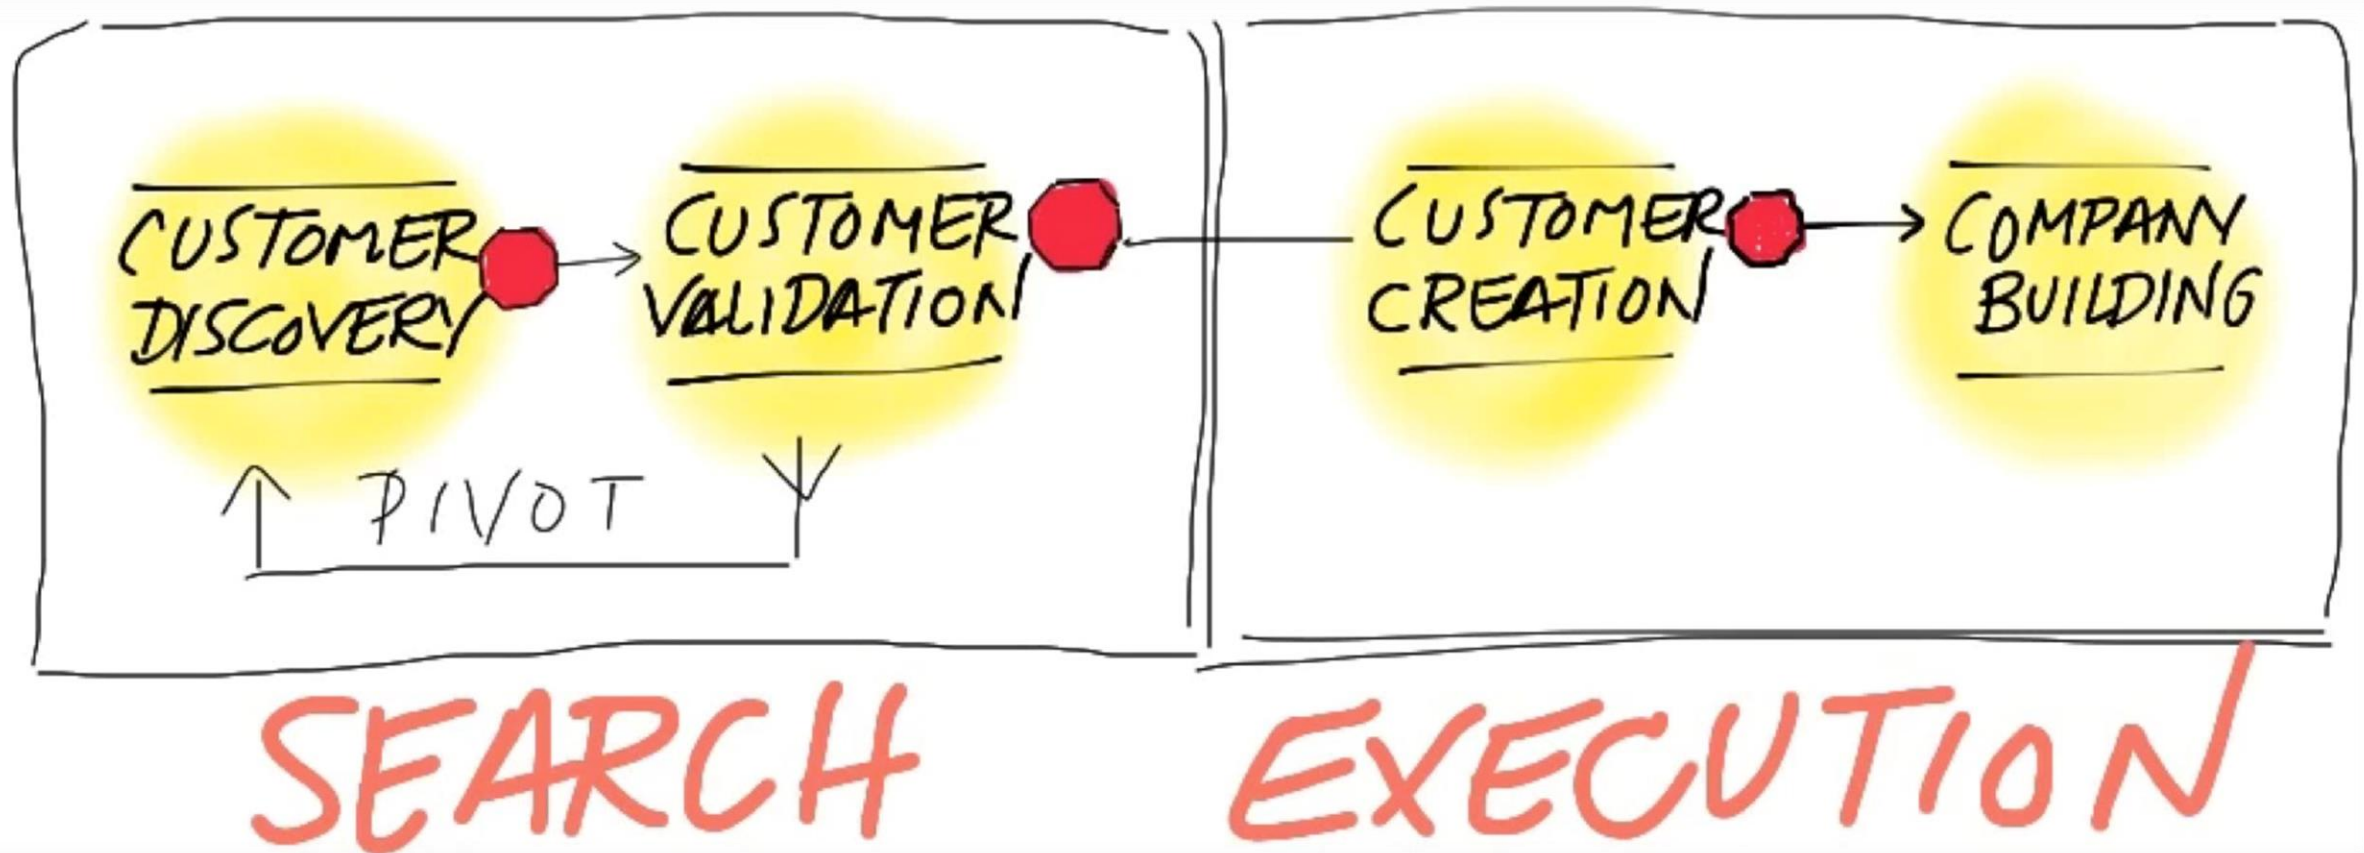 CUSTOMER
DISCOVERY
CUSTOMER
VALIDATION
PIVOT
CUSTOMER
CREATION
COMPANY
BUILDING
SEARCH
EXECUTION